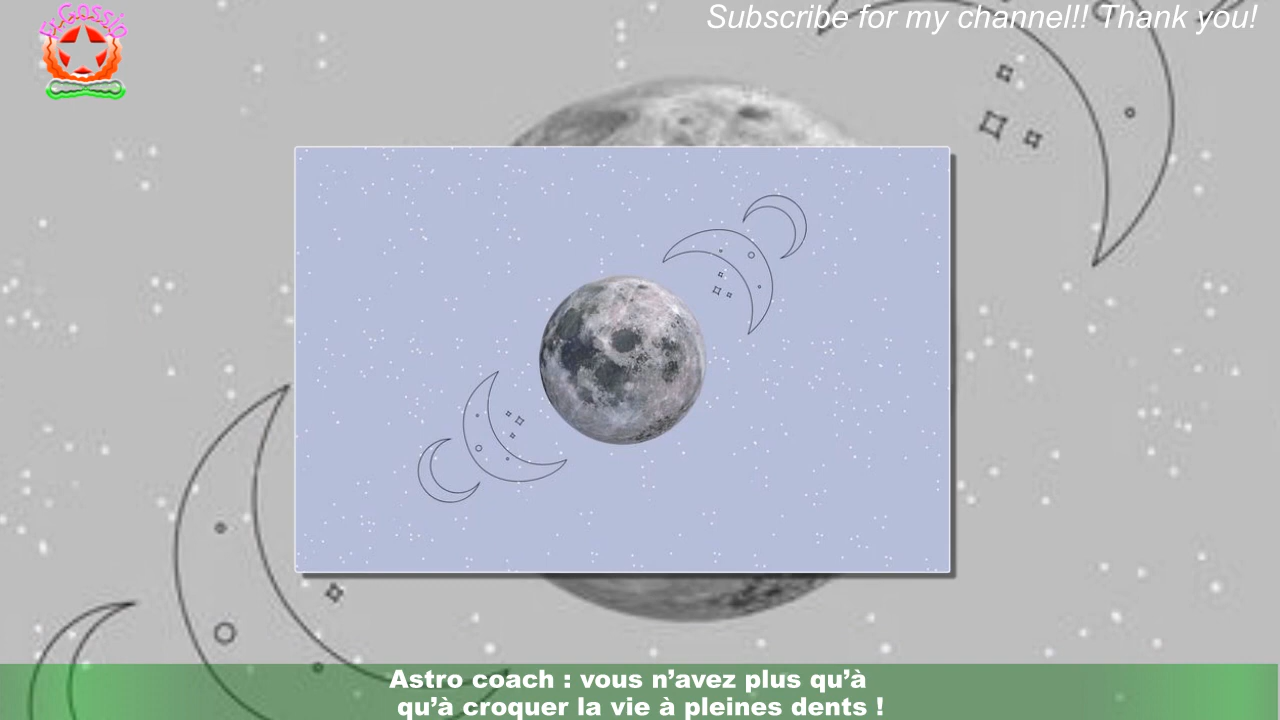 Subscribe for my channel!! Thank you!
Astro coach : vous n’avez plus qu’à
qu’à croquer la vie à pleines dents !